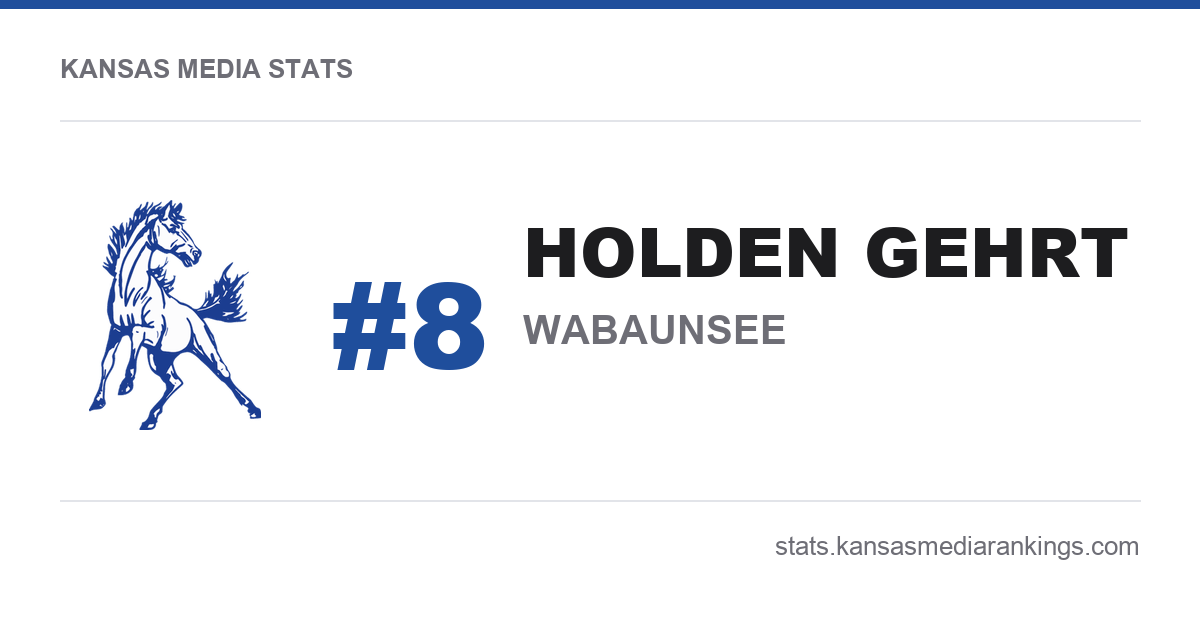 KANSAS MEDIA STATS
#8
HOLDEN GEHRT
WABAUNSEE
stats.kansasmediarankings.com